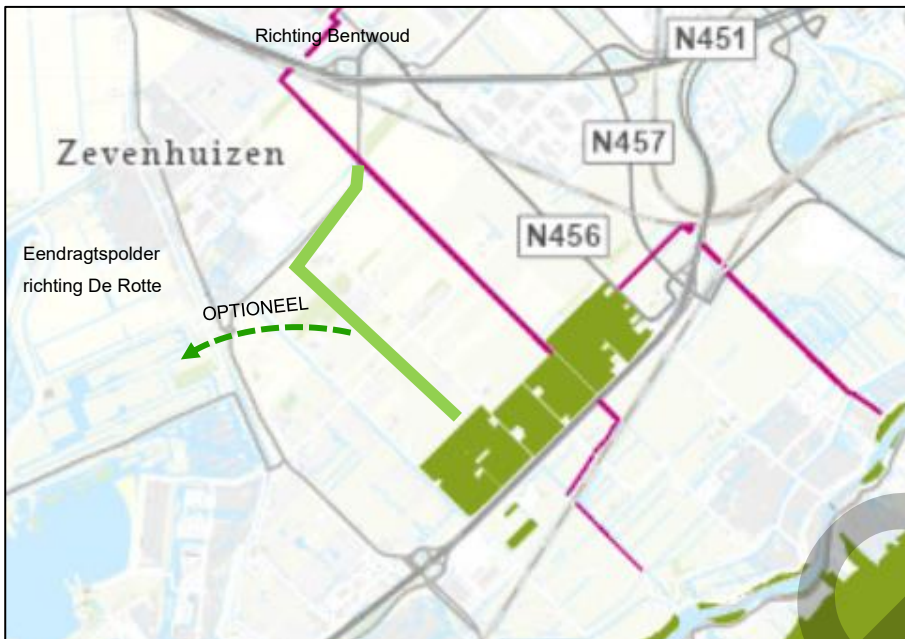 Richting Bentwoud
N451
Zevenhuizen
N457
N456
Eendragtspolder
richting De Rotte
OPTIONEEL